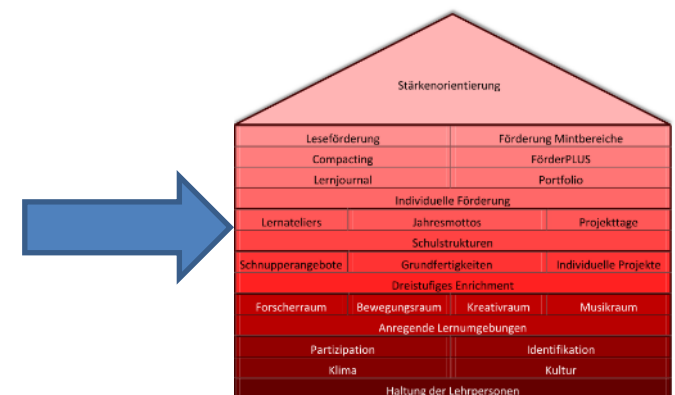 Stärkenorientierung
Leseförderung Förderung Mintbereiche
Compacting FörderPLUS
Lernjournal Portfolio
Individuelle Förderung
Lernateliers Jahresmottos Projekttage
Schulstrukturen
Schnupperangebote Grundfertigkeiten Individuelle Projekte
Dreistufiges Enrichment
Forscherraum Bewegungsraum Kreativraum Musikraum
Anregende Lernumgebungen
Partizipation Identifikation
Klima Kultur
Haltung der Lehrpersonen